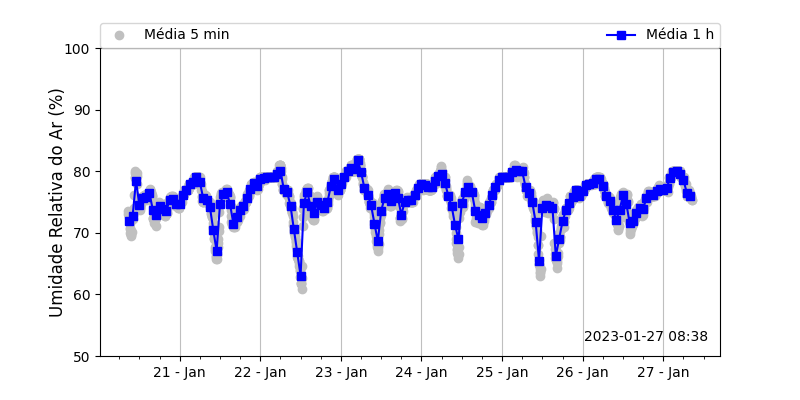 Média 5 min
Média 1 h
Umidade Relativa do Ar (%)
100
90
80
70
60
50
2023-01-27 08:38
21 - Jan
22 - Jan
23 - Jan
24 - Jan
25 - Jan
26 - Jan
27 - Jan